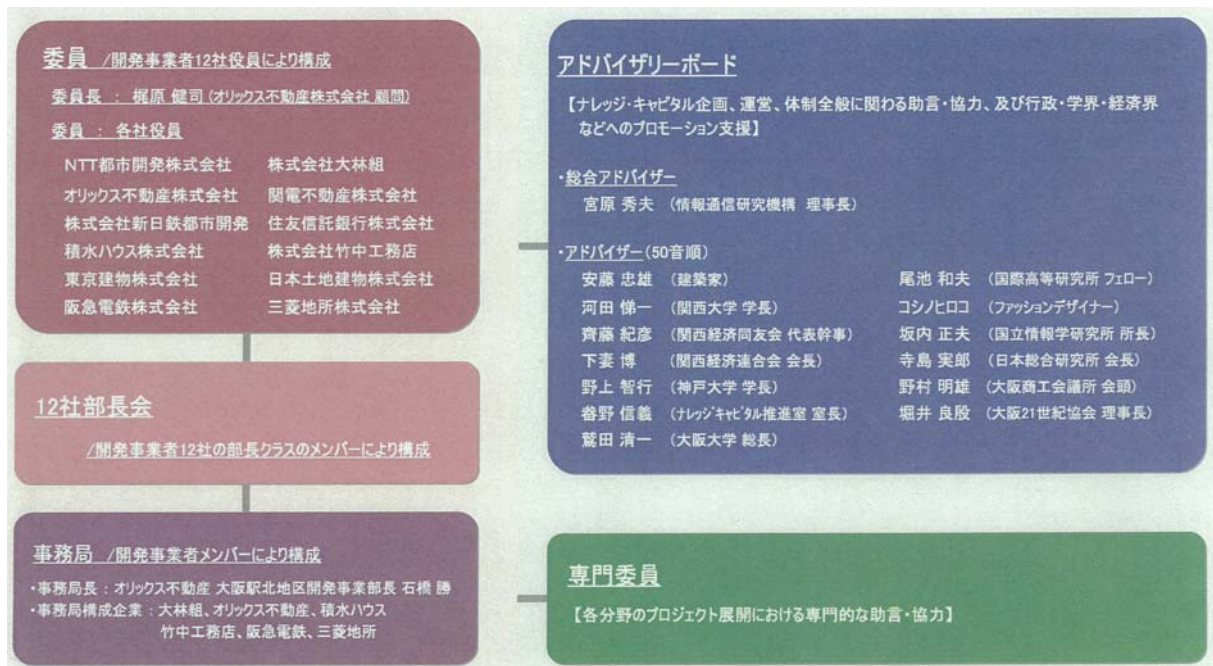 委員 /開発事業者12社役員により構成
委員長 : 梶原 健司 (オリックス不動産株式会社 顧問)
委員 : 各社役員
NTT都市開発株式会社 株式会社大林組
オリックス不動産株式会社 関電不動産株式会社
株式会社新日鉄都市開発 住友信託銀行株式会社
積水ハウス株式会社 株式会社竹中工務店
東京建物株式会社 日本土地建物株式会社
阪急電鉄株式会社 三菱地所株式会社
12社部長会
/開発事業者12社の部長クラスのメンバーにより構成
事務局 /開発事業者メンバーにより構成
・事務局長 : オリックス不動産 大阪駅北地区開発事業部長 石橋 勝
・事務局構成企業 : 大林組、オリックス不動産、積水ハウス
竹中工務店、阪急電鉄、三菱地所
アドバイザリーボード
【ナレッジ・キャピタル企画、運営、体制全般に関わる助言・協力、及び行政・学界・経済界
などへのプロモーション支援】
・総合アドバイザー
宮原 秀夫 (情報通信研究機構 理事長)
・アドバイザー(50音順)
安藤 忠雄 (建築家) 尾池 和夫 (国際高等研究所 フェロー)
河田 悌一 (関西大学 学長) コシノヒロコ (ファッションデザイナー)
齊藤 紀彦 (関西経済同友会 代表幹事) 坂内 正夫 (国立情報学研究所 所長)
下妻 博 (関西経済連合会 会長) 寺島 実郎 (日本総合研究所 会長)
野上 智行 (神戸大学 学長) 野村 明雄 (大阪商工会議所 会頭)
畚野 信義 (ナレッジキャピタル推進室 室長) 堀井 良殷 (大阪21世紀協会 理事長)
鷲田 清一 (大阪大学 総長)
専門委員
【各分野のプロジェクト展開における専門的な助言・協力】